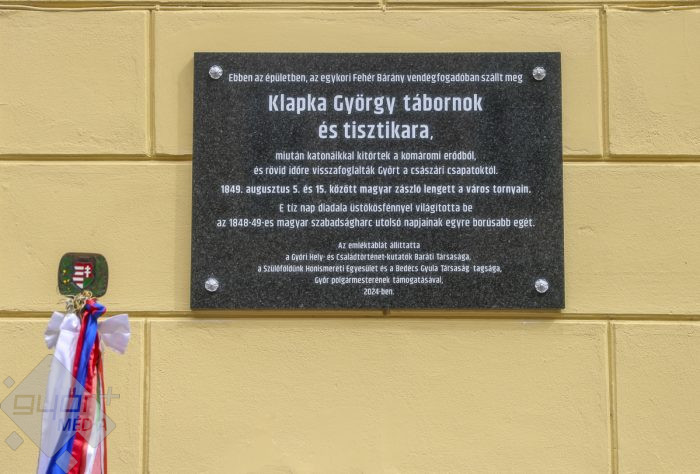 Ebben az épületben, az egykori Fehér Bárány vendégfogadóban szállt meg
Klapka György tábornok
és tisztikara,
miután katonáikkal kitörtek a komáromi erődből,
és rövid időre visszafoglalták Győrt a császári csapatoktól.
1849. augusztus 5. és 15. között magyar zászló lengett a város tornyain.
E tíz nap diadala üstökösfénnyel világította be
az 1848-49-es magyar szabadságharc utolsó napjainak egyre borúsabb egét.
Az emléktáblát állíttatta
a Győri Hely- és Családtörténet-kutatók Baráti Társasága,
a Szülőföldünk Honismereti Egyesület és a Bedécs Gyula Társaság tagsága,
Győr polgármesterének támogatásával,
2024-ben.
győr+
MÉDIA